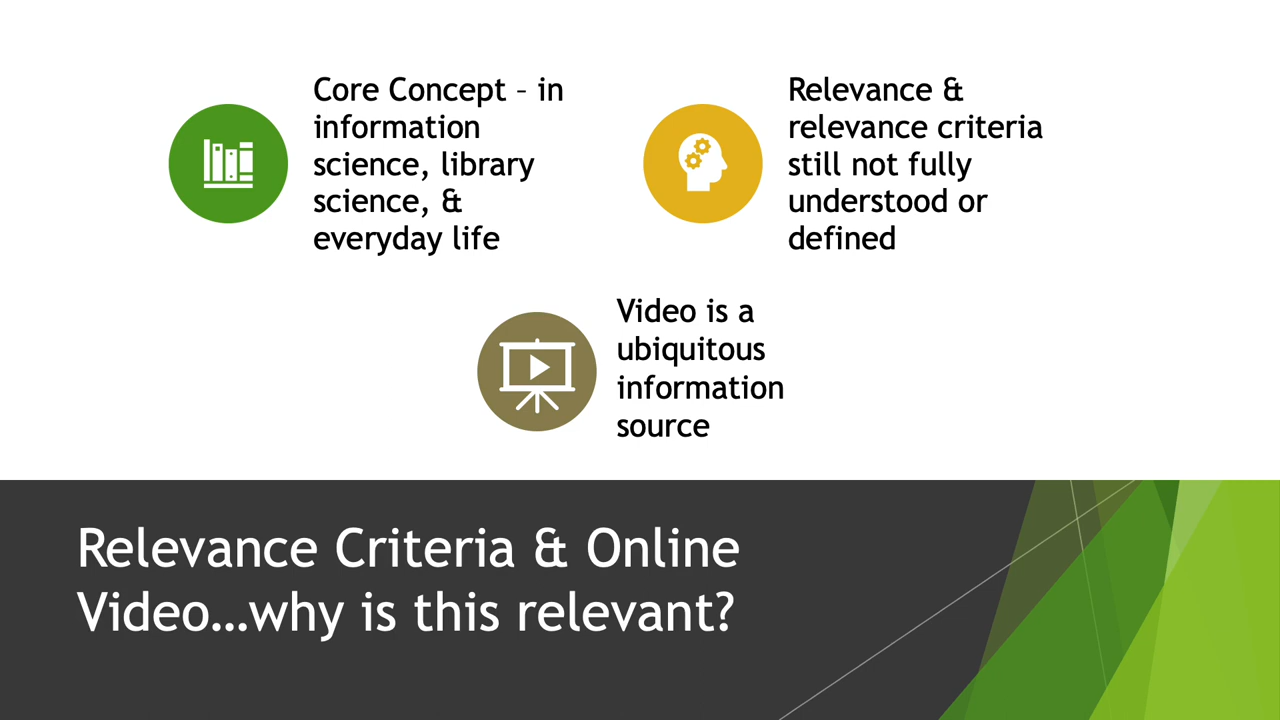 Core Concept – in
information
science, library
science, &
everyday life
Relevance &
relevance criteria
still not fully
understood or
defined
Video is a
ubiquitous
information
source
Relevance Criteria & Online
Video...why is this relevant?